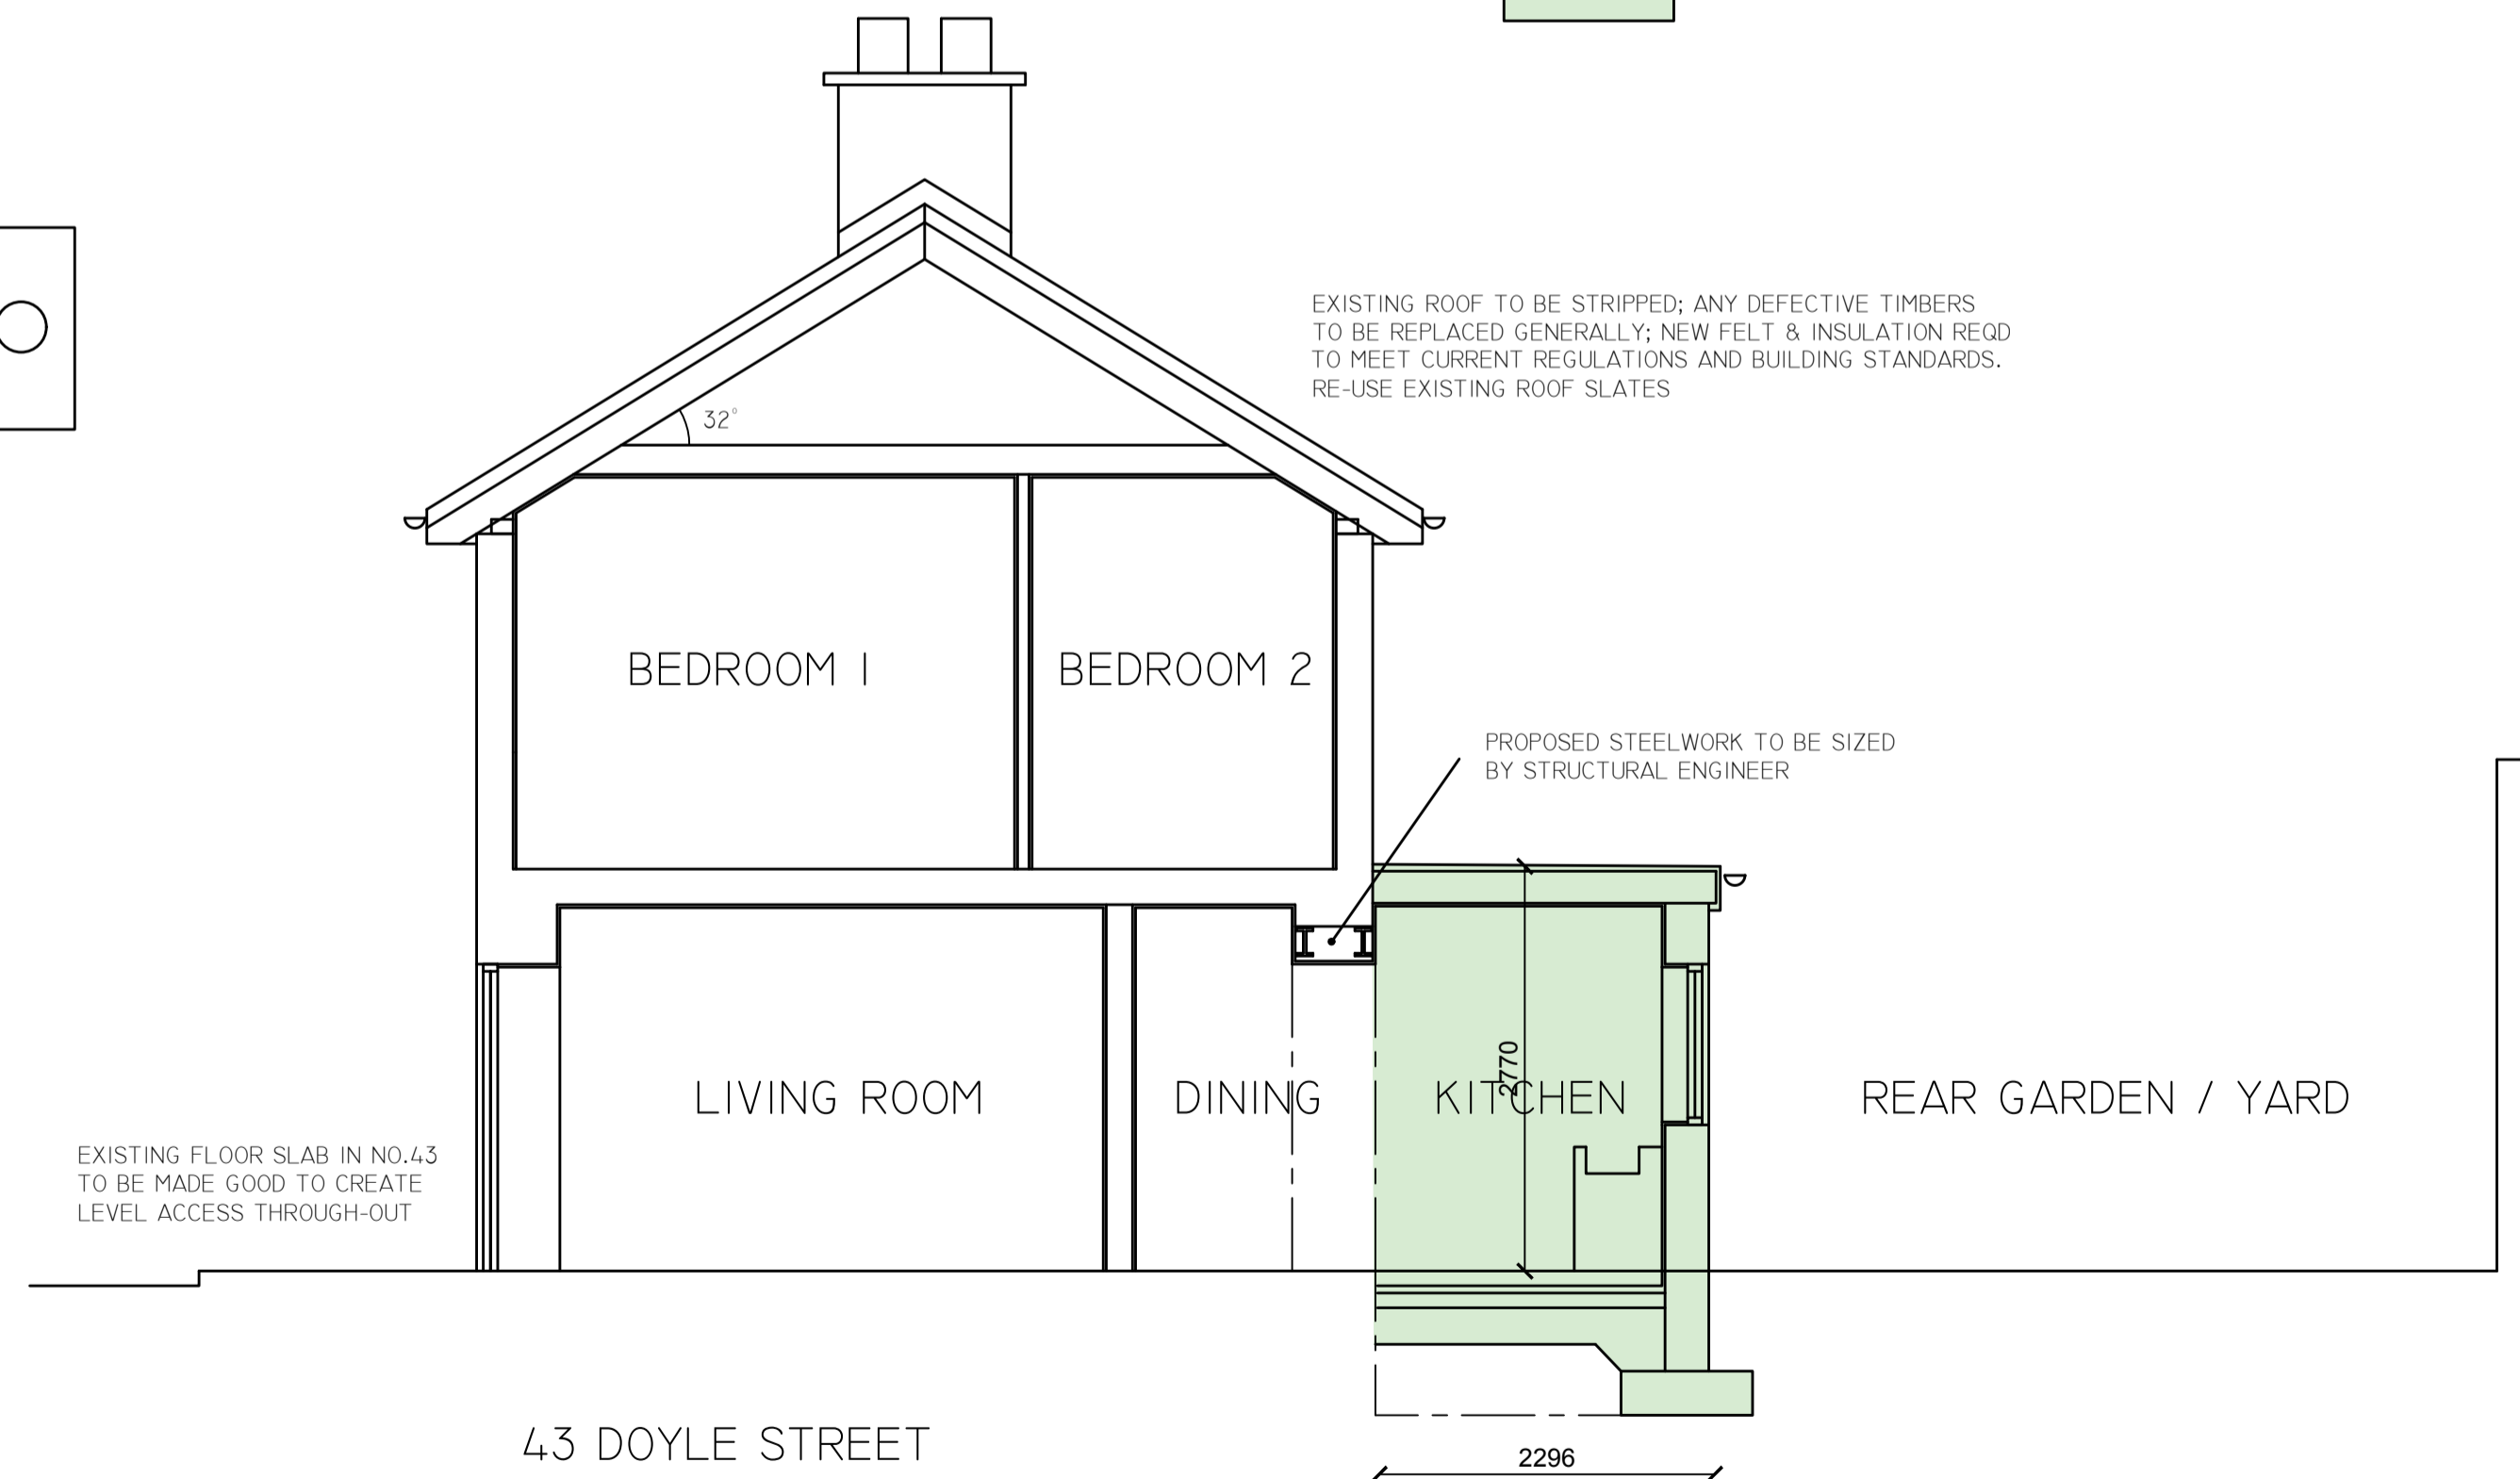 EXISTING ROOF TO BE STRIPPED; ANY DEFECTIVE TIMBERS
TO BE REPLACED GENERALLY; NEW FELT & INSULATION REQD
TO MEET CURRENT REGULATIONS AND BUILDING STANDARDS.
RE-USE EXISTING ROOF SLATES
32°
BEDROOM 1
BEDROOM 2
PROPOSED STEELWORK TO BE SIZED
BY STRUCTURAL ENGINEER
LIVING ROOM
DINING
KITCHEN
2770
REAR GARDEN / YARD
EXISTING FLOOR SLAB IN NO.43
TO BE MADE GOOD TO CREATE
LEVEL ACCESS THROUGH-OUT
43 DOYLE STREET
2296